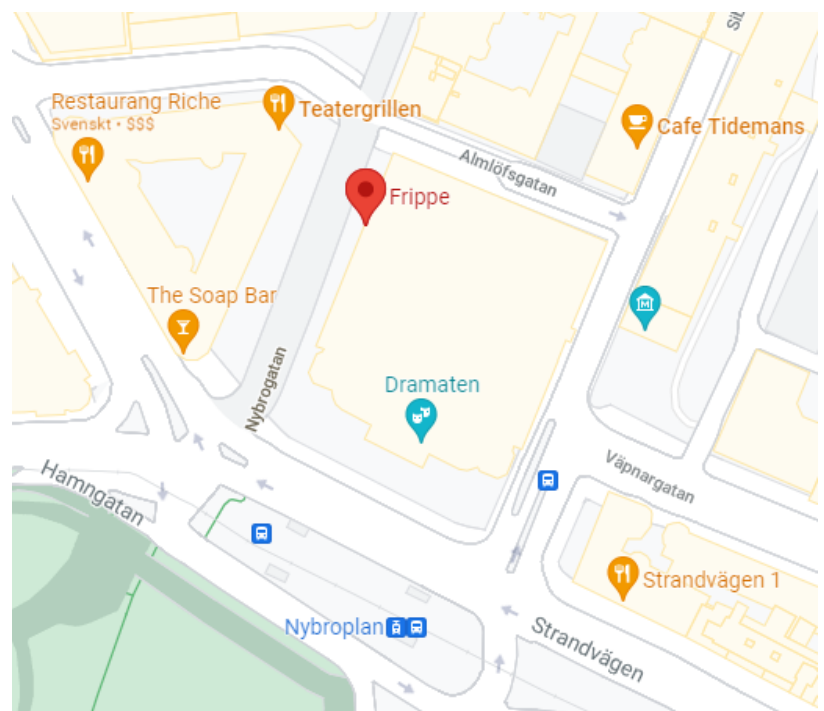 Restaurang Riche
Svenskt • $$$
Teatergrillen
Cafe Tidemans
Almlöfsgatan
Frippe
The Soap Bar
Nybrogatan
Dramaten
Väpnargatan
Hamngatan
Strandvägen 1
Nybroplan
Strandvägen